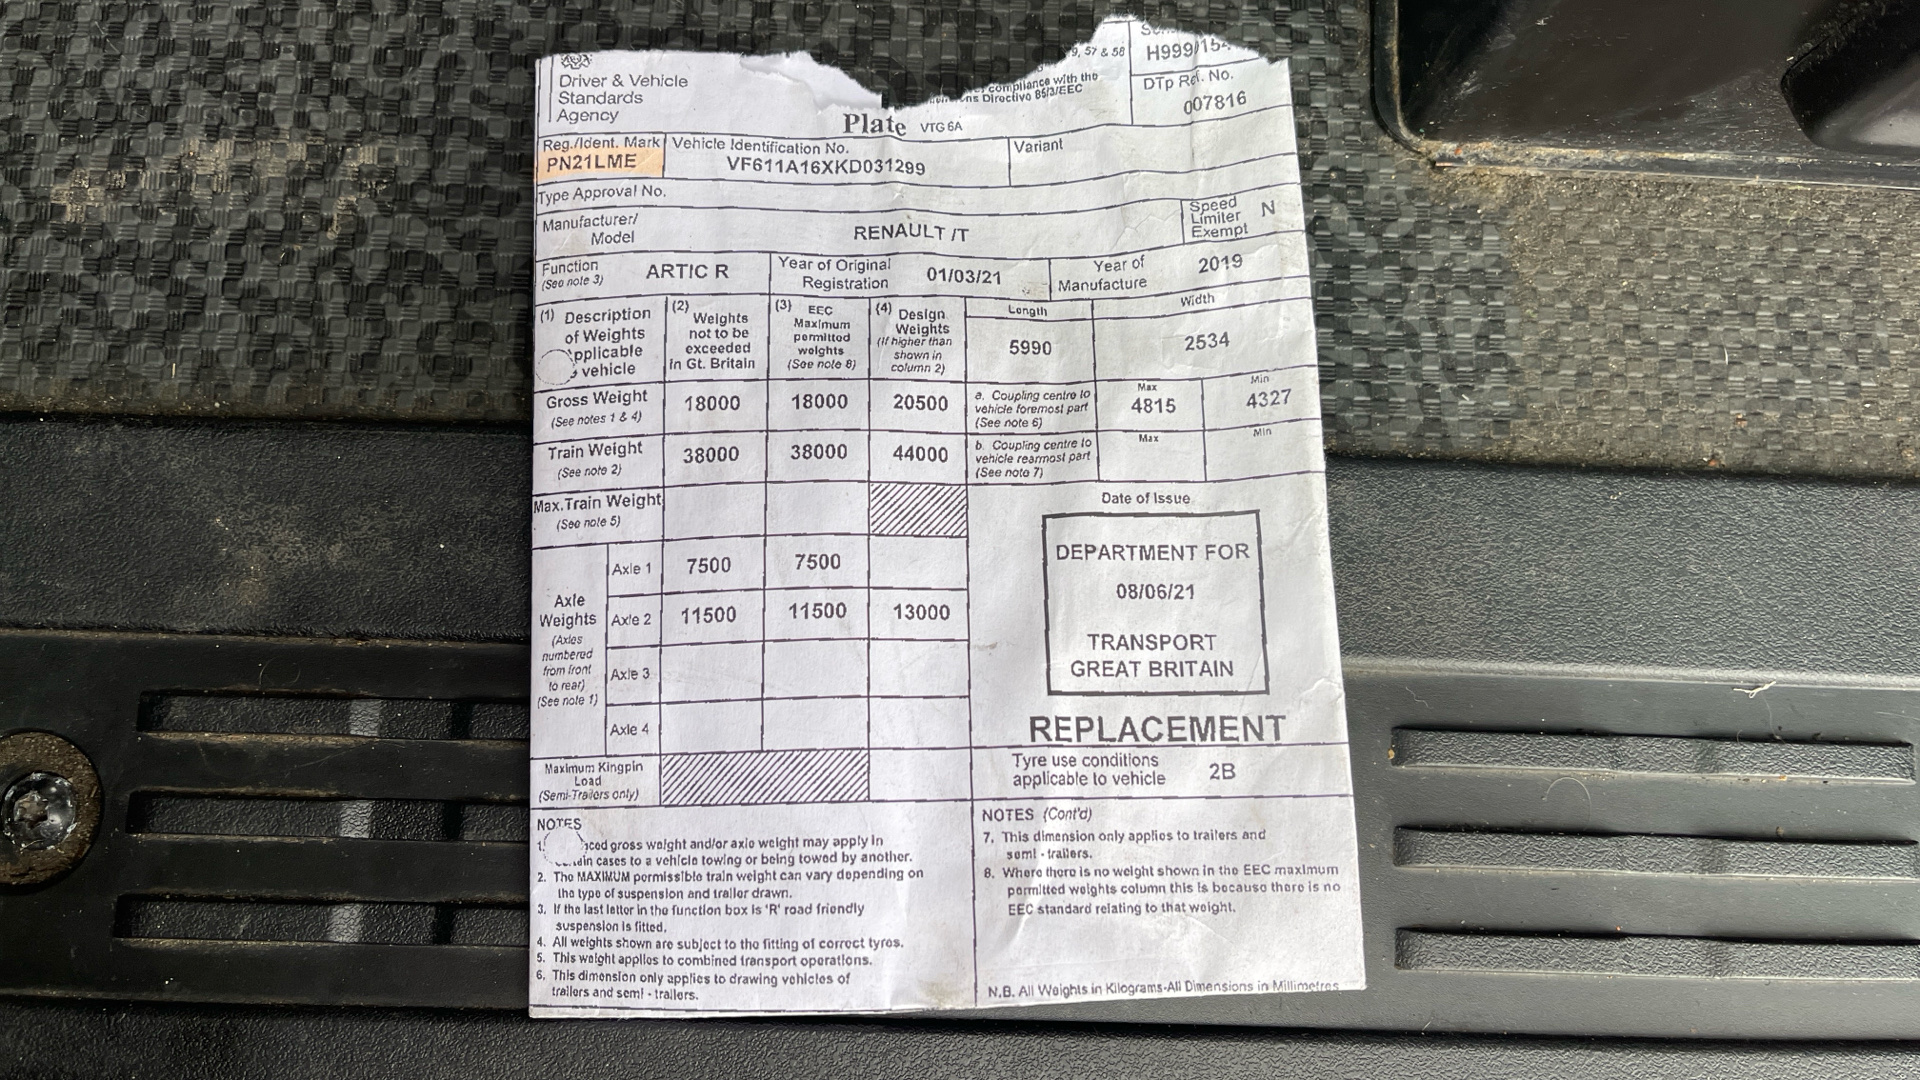 9, 57 & 58
H999/154
Driver & Vehicle
Standards
Agency
compliance with the
ns Directive 85/3/EEC
DTp Ref. No.
007816
Plate VTG 6A
Reg./Ident. Mark
PN21LME
Vehicle Identification No.
VF611A16XKD031299
Variant
Type Approval No.
Manufacturer/
Model
RENAULT /T
Speed
Limiter
Exempt
N
Function
(See note 3)
ARTIC R
Year of Original
Registration
01/03/21
Year of
Manufacture
2019
(1) Description
of Weights
applicable
vehicle
(2)
Weights
not to be
exceeded
in Gt. Britain
(3) EEC
Maximum
permitted
weights
(See note 8)
(4) Design
Weights
(if higher than
shown in
column 2)
Length
5990
Width
2534
Gross Weight
(See notes 1 & 4)
18000
18000
20500
a. Coupling centre to
vehicle foremost part
(See note 6)
Max
4815
Min
4327
Train Weight
(See note 2)
38000
38000
44000
b. Coupling centre to
vehicle rearmost part
(See note 7)
Max
Min
Max.Train Weight
(See note 5)
Date of Issue
DEPARTMENT FOR
08/06/21
TRANSPORT
GREAT BRITAIN
Axle
Weights
(Axles
numbered
from front
to rear)
(See note 1)
Axle 1
7500
7500
Axle 2
11500
11500
13000
Axle 3
Axle 4
REPLACEMENT
Maximum Kingpin
Load
(Semi-Trailers only)
Tyre use conditions
applicable to vehicle
2B
NOTES
1. ced gross weight and/or axle weight may apply in
tain cases to a vehicle towing or being towed by another.
2. The MAXIMUM permissible train weight can vary depending on
the type of suspension and trailer drawn.
3. If the last letter in the function box is 'R' road friendly
suspension is fitted.
4. All weights shown are subject to the fitting of correct tyres.
5. This weight applies to combined transport operations.
6. This dimension only applies to drawing vehicles of
trailers and semi - trailers.
NOTES (Cont'd)
7. This dimension only applies to trailers and
semi - trailers.
8. Where there is no weight shown in the EEC maximum
permitted weights column this is because there is no
EEC standard relating to that weight.
N.B. All Weights in Kilograms-All Dimensions in Millimetres